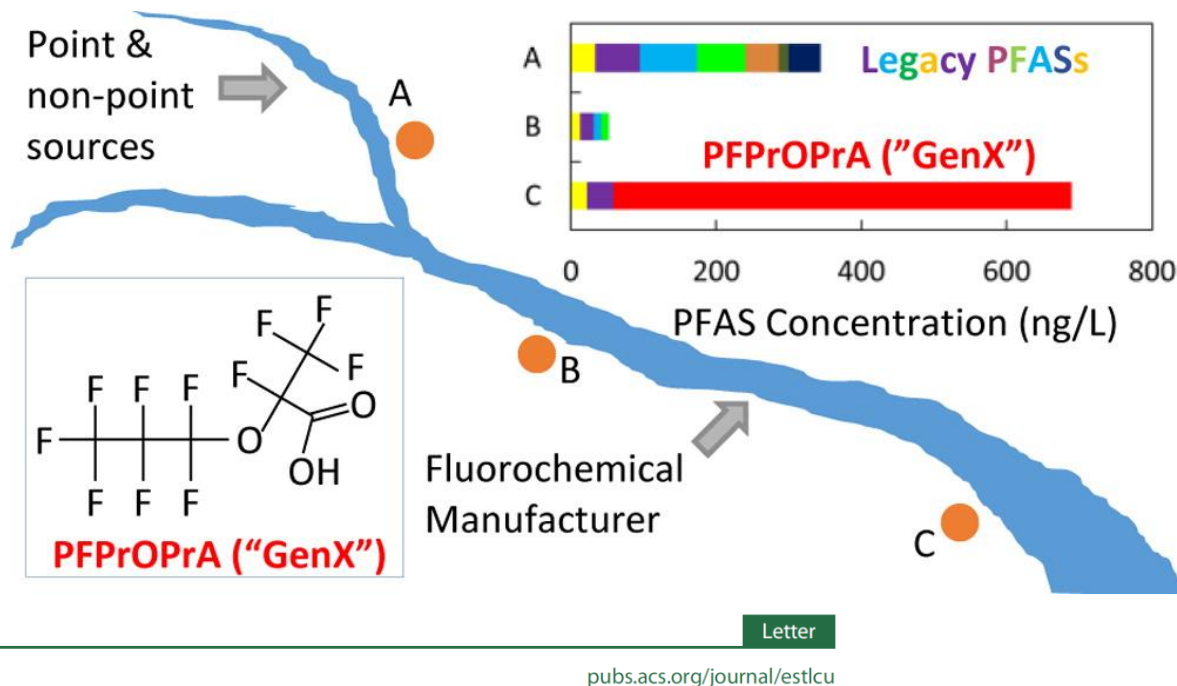 Point &
non-point
sources
A
B
C
Fluorochemical
Manufacturer
A
Legacy PFASs
B
PFPrOPrA (”GenX”)
C
0 200 400 600 800
PFAS Concentration (ng/L)
F
F
F
F
F
F
F
F
O
O
F
OH
F
F
F
PFPrOPrA (“GenX”)
Letter
pubs.acs.org/journal/estlcu